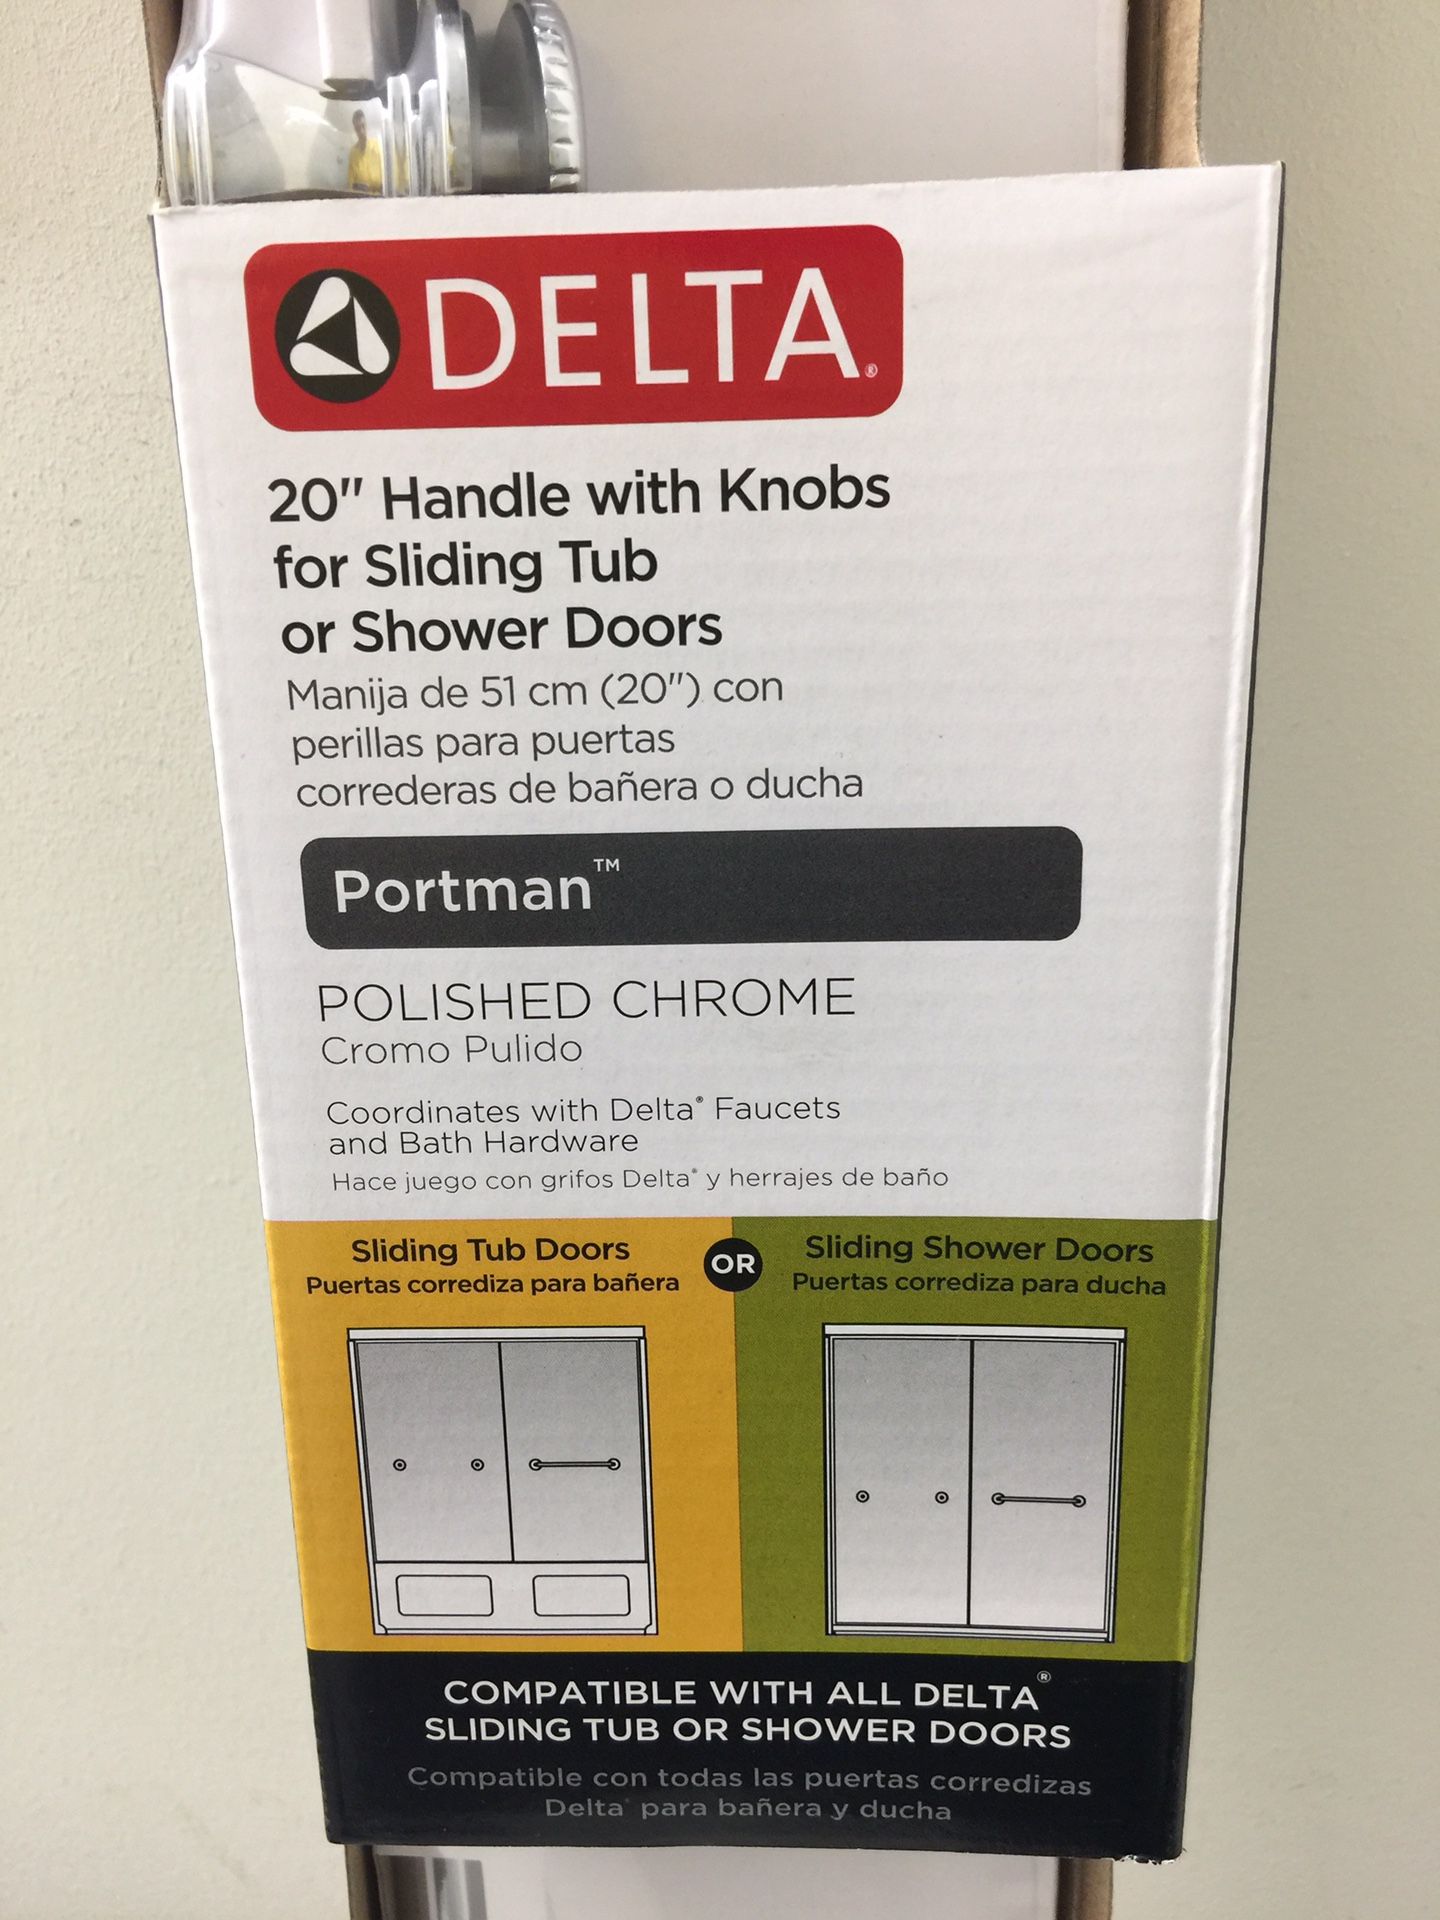 DELTA®
20" Handle with Knobs
for Sliding Tub
or Shower Doors
Manija de 51 cm (20") con
perillas para puertas
correderas de bañera o ducha
Portman™
POLISHED CHROME
Cromo Pulido
Coordinates with Delta® Faucets
and Bath Hardware
Hace juego con grifos Delta® y herrajes de baño
Sliding Tub Doors
Puertas corrediza para bañera
OR
Sliding Shower Doors
Puertas corrediza para ducha
COMPATIBLE WITH ALL DELTA®
SLIDING TUB OR SHOWER DOORS
Compatible con todas las puertas corredizas
Delta® para bañera y ducha